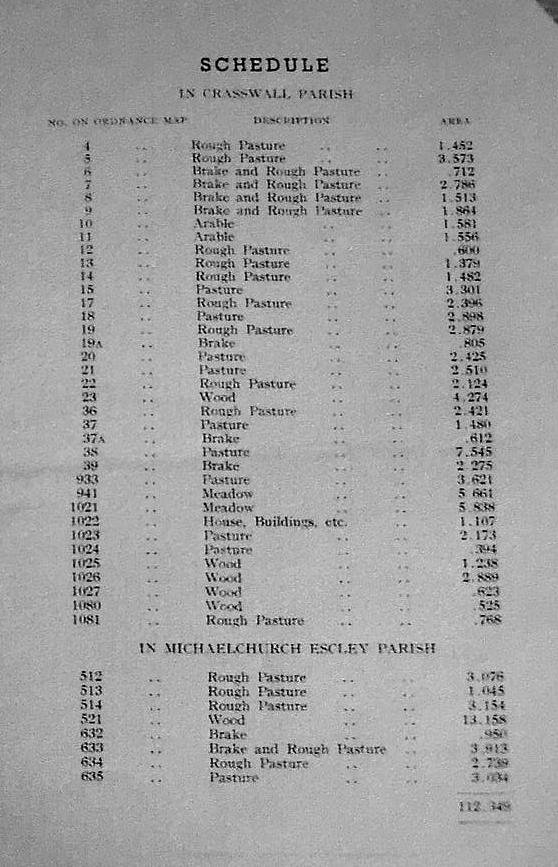 SCHEDULE
IN CRASSWALL PARISH
NO. ON ORDNANCE MAP DESCRIPTION AREA
4 .. Rough Pasture .. .. 1.452
5 .. Rough Pasture .. .. 3.573
6 .. Brake and Rough Pasture .. .712
7 .. Brake and Rough Pasture .. 2.786
8 .. Brake and Rough Pasture .. 1.513
9 .. Brake and Rough Pasture .. 1.864
10 .. Arable .. .. 1.581
11 .. Arable .. .. 1.556
12 .. Rough Pasture .. .. .600
13 .. Rough Pasture .. .. 1.379
14 .. Rough Pasture .. .. 1.482
15 .. Pasture .. .. 3.301
17 .. Rough Pasture .. .. 2.396
18 .. Pasture .. .. 2.898
19 .. Rough Pasture .. .. 2.879
19A .. Brake .. .. .805
20 .. Pasture .. .. 2.425
21 .. Pasture .. .. 2.510
22 .. Rough Pasture .. .. 2.124
23 .. Wood .. .. 4.274
36 .. Rough Pasture .. .. 2.421
37 .. Pasture .. .. 1.480
37A .. Brake .. .. .612
38 .. Pasture .. .. 7.545
39 .. Brake .. .. 2.275
933 .. Pasture .. .. 3.621
941 .. Meadow .. .. 5.661
1021 .. Meadow .. .. 5.838
1022 .. House, Buildings, etc. .. 1.107
1023 .. Pasture .. .. 2.173
1024 .. Pasture .. .. .394
1025 .. Wood .. .. 1.238
1026 .. Wood .. .. 2.889
1027 .. Wood .. .. .623
1080 .. Wood .. .. .525
1081 .. Rough Pasture .. .. .768
IN MICHAELCHURCH ESCLEY PARISH
512 .. Rough Pasture .. .. 3.076
513 .. Rough Pasture .. .. 1.045
514 .. Rough Pasture .. .. 3.154
521 .. Wood .. .. 13.158
632 .. Brake .. .. .950
633 .. Brake and Rough Pasture .. 3.913
634 .. Rough Pasture .. .. 2.739
635 .. Pasture .. .. 3.034
112.349